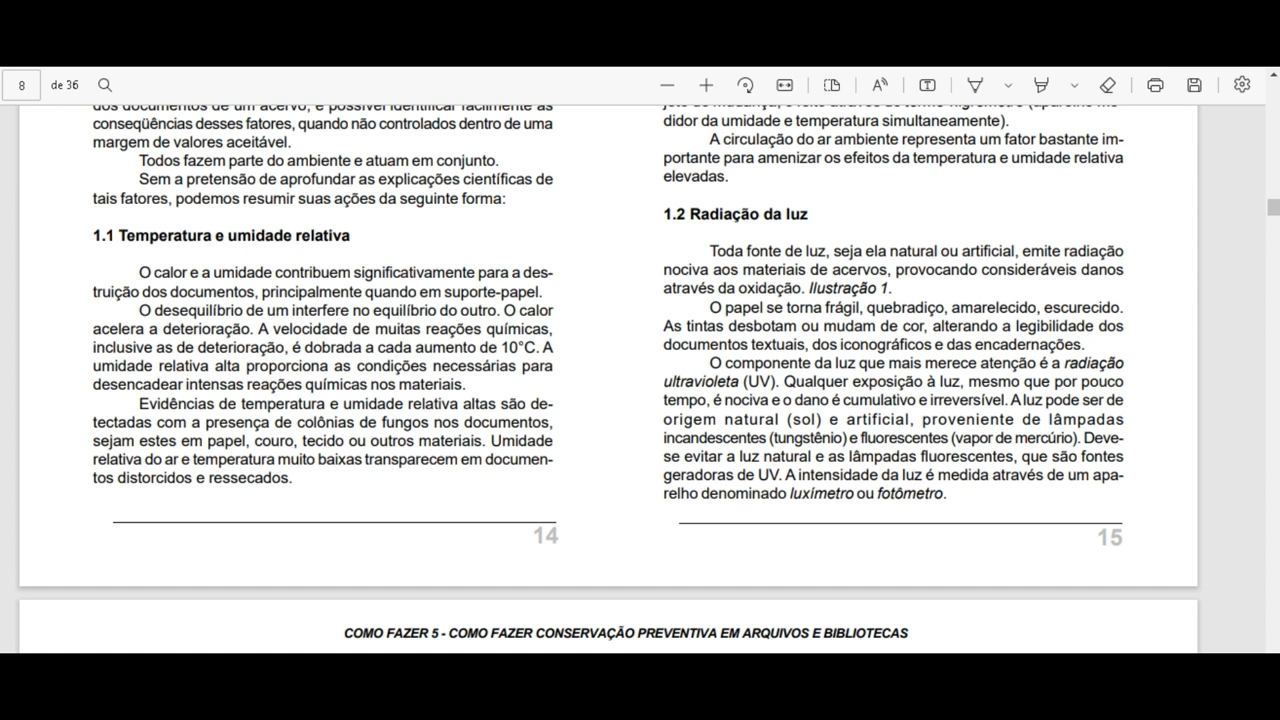 8 de 36
dos documentos de um acervo, é possível identificar facilmente as
conseqüências desses fatores, quando não controlados dentro de uma
margem de valores aceitável.
Todos fazem parte do ambiente e atuam em conjunto.
Sem a pretensão de aprofundar as explicações científicas de
tais fatores, podemos resumir suas ações da seguinte forma:
1.1 Temperatura e umidade relativa
O calor e a umidade contribuem significativamente para a des-
truição dos documentos, principalmente quando em suporte-papel.
O desequilíbrio de um interfere no equilíbrio do outro. O calor
acelera a deterioração. A velocidade de muitas reações químicas,
inclusive as de deterioração, é dobrada a cada aumento de 10°C. A
umidade relativa alta proporciona as condições necessárias para
desencadear intensas reações químicas nos materiais.
Evidências de temperatura e umidade relativa altas são de-
tectadas com a presença de colônias de fungos nos documentos,
sejam estes em papel, couro, tecido ou outros materiais. Umidade
relativa do ar e temperatura muito baixas transparecem em documen-
tos distorcidos e ressecados.
14
didor da umidade e temperatura simultaneamente).
A circulação do ar ambiente representa um fator bastante im-
portante para amenizar os efeitos da temperatura e umidade relativa
elevadas.
1.2 Radiação da luz
Toda fonte de luz, seja ela natural ou artificial, emite radiação
nociva aos materiais de acervos, provocando consideráveis danos
através da oxidação. Ilustração 1.
O papel se torna frágil, quebradiço, amarelecido, escurecido.
As tintas desbotam ou mudam de cor, alterando a legibilidade dos
documentos textuais, dos iconográficos e das encadernações.
O componente da luz que mais merece atenção é a radiação
ultravioleta (UV). Qualquer exposição à luz, mesmo que por pouco
tempo, é nociva e o dano é cumulativo e irreversível. A luz pode ser de
origem natural (sol) e artificial, proveniente de lâmpadas
incandescentes (tungstênio) e fluorescentes (vapor de mercúrio). Deve-
se evitar a luz natural e as lâmpadas fluorescentes, que são fontes
geradoras de UV. A intensidade da luz é medida através de um apa-
relho denominado luxímetro ou fotômetro.
15
COMO FAZER 5 - COMO FAZER CONSERVAÇÃO PREVENTIVA EM ARQUIVOS E BIBLIOTECAS